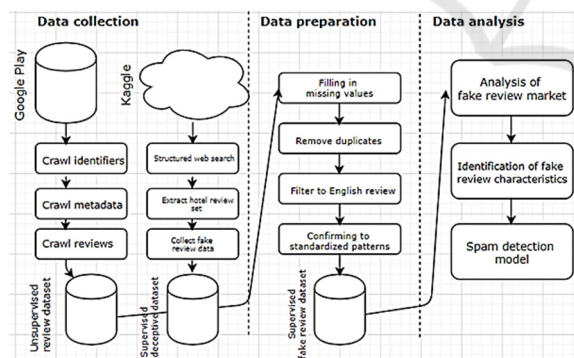 Data collection
Data preparation
Data analysis
Google Play
Kaggle
Crawl identifiers
Crawl metadata
Crawl reviews
Unsupervised
review dataset
Structured web search
Extract hotel review
set
Collect fake
review data
Supervised
deceptive dataset
Filling in
missing values
Remove duplicates
Filter to English review
Confirming to
standardized patterns
Supervised
fake review dataset
Analysis of
fake review market
Identification of fake
review characteristics
Spam detection
model